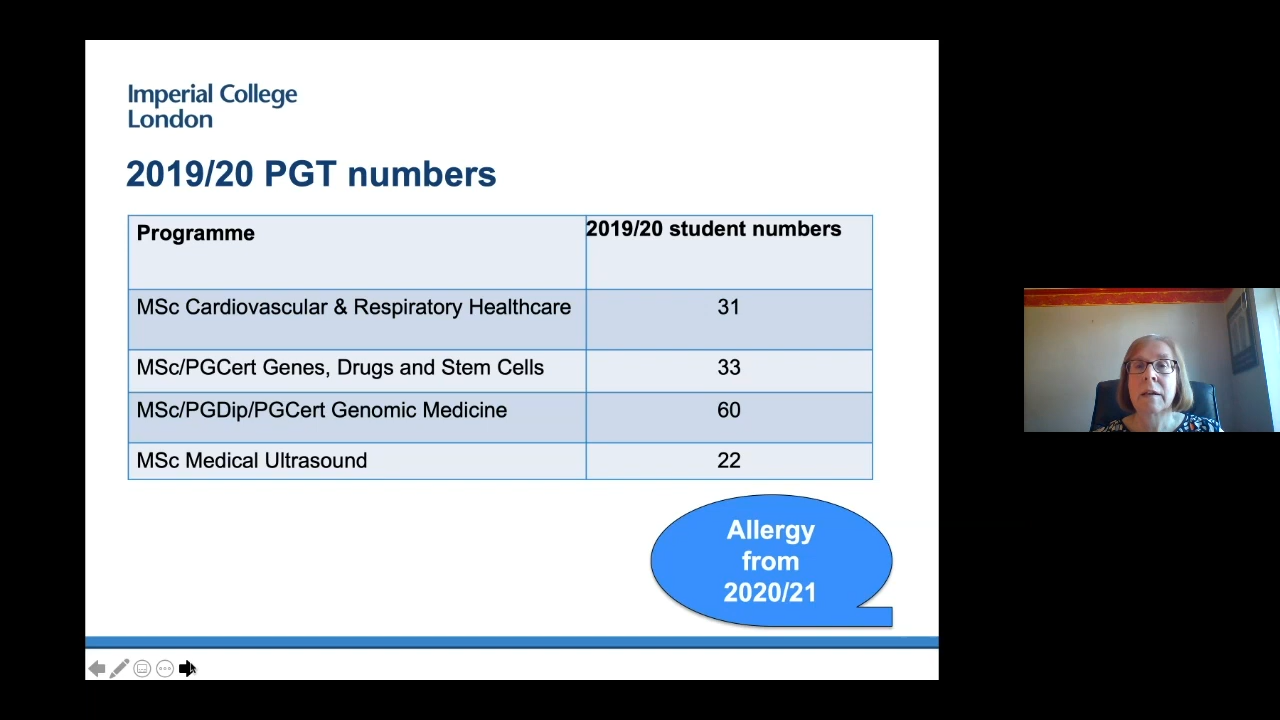 Imperial College
London
2019/20 PGT numbers
Programme
2019/20 student numbers
MSc Cardiovascular & Respiratory Healthcare
31
MSc/PGCert Genes, Drugs and Stem Cells
33
MSc/PGDip/PGCert Genomic Medicine
60
MSc Medical Ultrasound
22
Allergy
from
2020/21